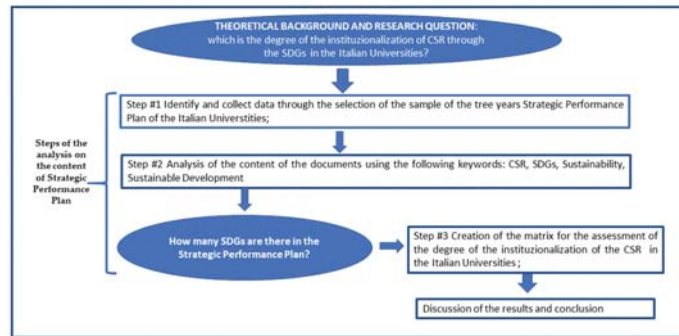 THEORETICAL BACKGROUND AND RESEARCH QUESTION:
which is the degree of the instituzionalization of CSR through
the SDGs in the Italian Universities?
Step #1 Identify and collect data through the selection of the sample of the tree years Strategic Performance
Plan of the Italian Universtities;
Steps of the
analysis on
the content
of Strategic
Performance
Plan
Step #2 Analysis of the content of the documents using the following keywords: CSR, SDGs, Sustainability,
Sustainable Development
How many SDGs are there in the
Strategic Performance Plan?
Step #3 Creation of the matrix for the assessment of
the degree of the instituzionalization of the CSR in
the Italian Universities ;
Discussion of the results and conclusion